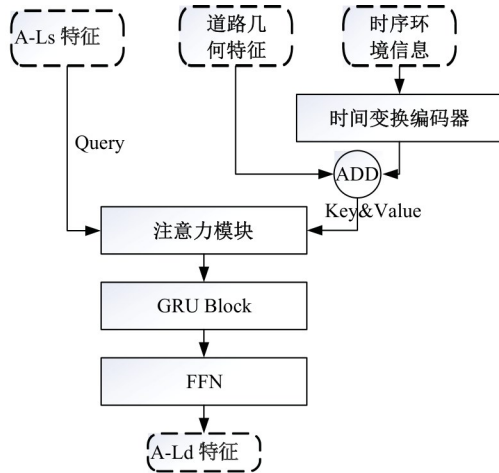 A-Ls 特征
道路几
何特征
时序环
境信息
时间变换编码器
Query
ADD
Key&Value
注意力模块
GRU Block
FFN
A-Ld 特征